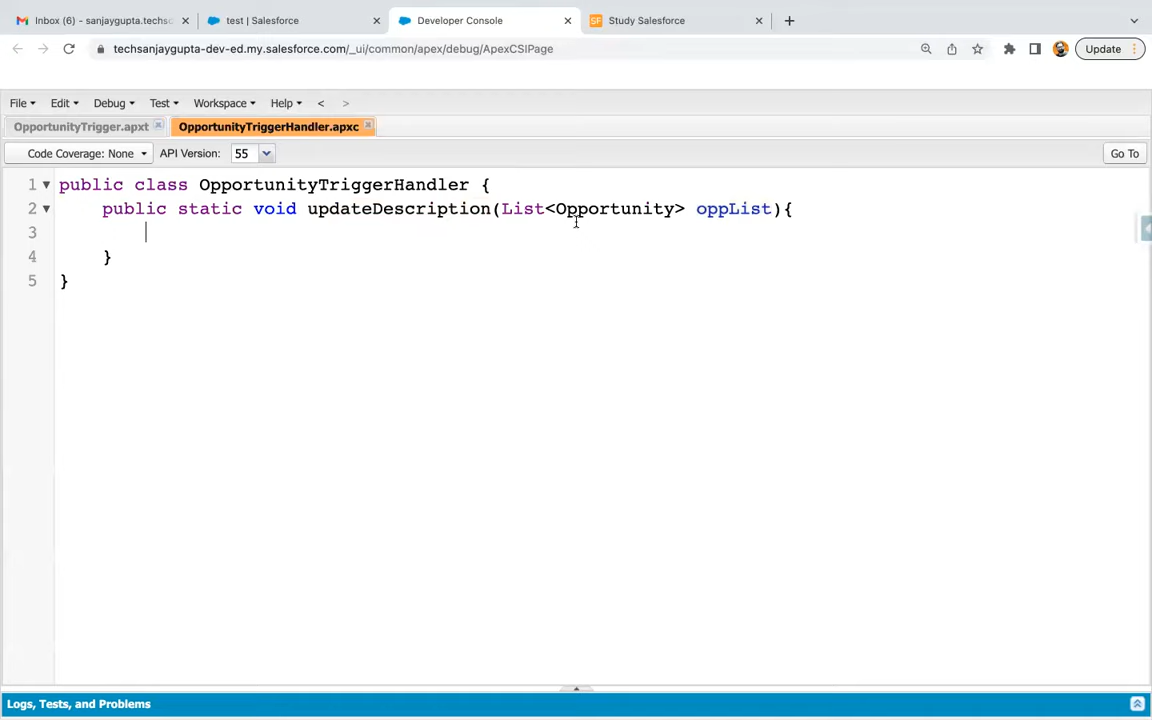 Inbox (6) - sanjaygupta.techsc
test | Salesforce
Developer Console
Study Salesforce
techsanjaygupta-dev-ed.my.salesforce.com/_ui/common/apex/debug/ApexCSIPage
Update
File Edit Debug Test Workspace Help < >
OpportunityTrigger.apxt OpportunityTriggerHandler.apxc
Code Coverage: None API Version: 55 Go To
1 public class OpportunityTriggerHandler {
2 public static void updateDescription(List<Opportunity> oppList){
3
4 }
5 }
Logs, Tests, and Problems